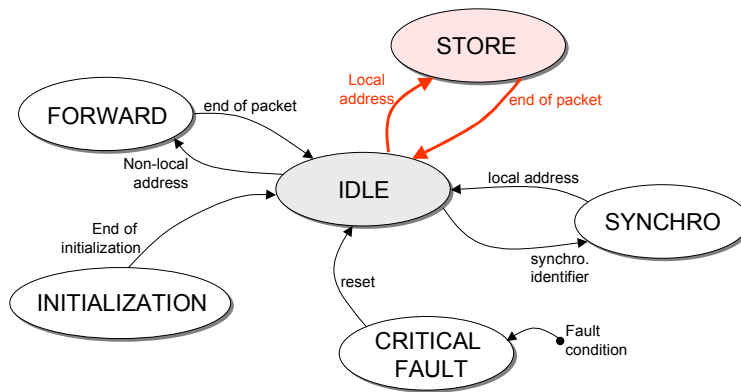 STORE
Local
address
end of packet
FORWARD
end of packet
Non-local
address
IDLE
local address
SYNCHRO
synchro.
identifier
End of
initialization
INITIALIZATION
reset
CRITICAL
FAULT
Fault
condition